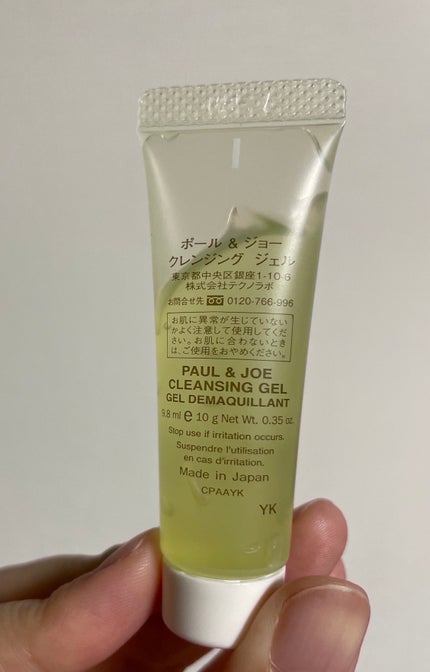 ポール & ジョー
クレンジング ジェル
東京都中央区銀座1-10-6
株式会社テクノラボ
お問合せ先 0120-766-996
お肌に異常が生じていない
かよく注意して使用してくだ
さい。お肌に合わないとき
は、ご使用をおやめください。
PAUL & JOE
CLEANSING GEL
GEL DEMAQUILLANT
9.8 ml ℮ 10 g Net Wt. 0.35 oz.
Stop use if irritation occurs.
Suspendre l'utilisation
en cas d'irritation.
Made in Japan
CPAAYK
YK